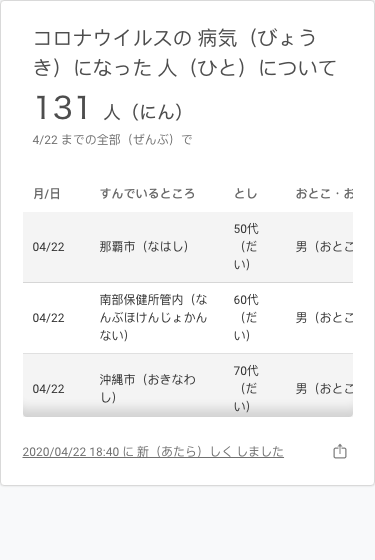 コロナウイルスの 病気（びょう
き）になった 人（ひと）について
131 人（にん）
4/22 までの全部（ぜんぶ）で
月/日 すんでいるところ とし おとこ・お
04/22 那覇市（なはし） 50代（だい） 男（おとこ
04/22 南部保健所管内（なんぶほけんじょかんない） 60代（だい） 男（おとこ
04/22 沖縄市（おきなわし） 70代（だい） 男（おとこ
2020/04/22 18:40 に 新（あたら）しく しました